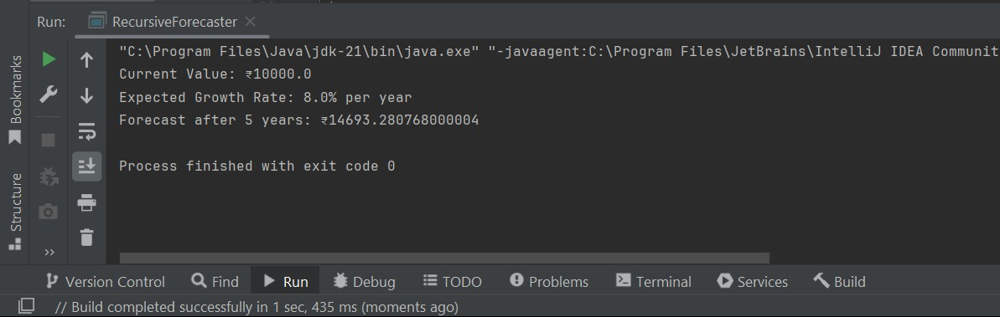 Run: RecursiveForecaster
"C:\Program Files\Java\jdk-21\bin\java.exe" "-javaagent:C:\Program Files\JetBrains\IntelliJ IDEA Communit
Current Value: ₹10000.0
Expected Growth Rate: 8.0% per year
Forecast after 5 years: ₹14693.280768000004
Process finished with exit code 0
Bookmarks
Structure
Version Control Find Run Debug TODO Problems Terminal Services Build
// Build completed successfully in 1 sec, 435 ms (moments ago)